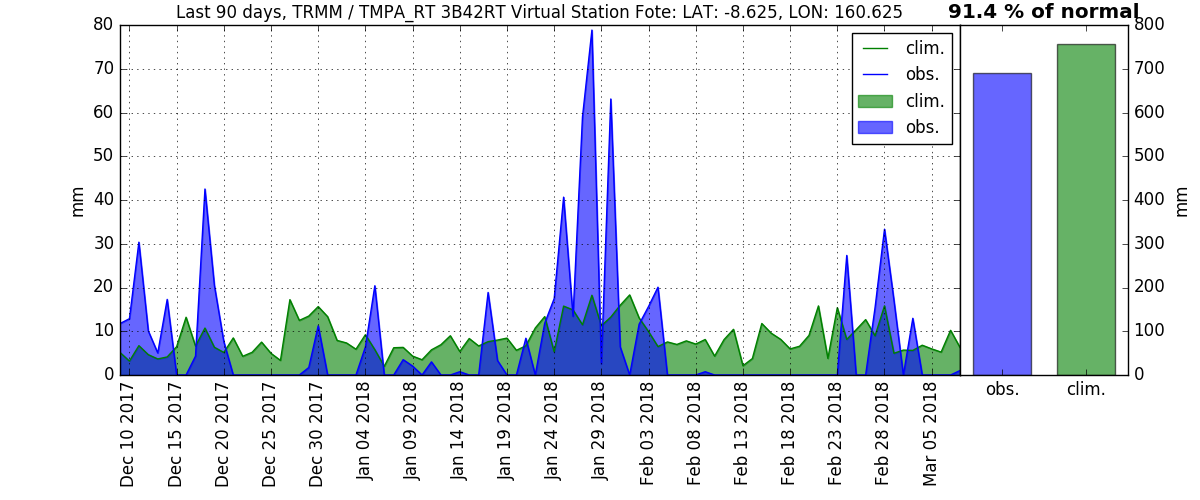 Last 90 days, TRMM / TMPA_RT 3B42RT Virtual Station Fote: LAT: -8.625, LON: 160.625
91.4 % of normal
80
70
60
50
40
30
20
10
0
mm
clim.
obs.
clim.
obs.
800
700
600
500
400
300
200
100
0
mm
Dec 10 2017
Dec 15 2017
Dec 20 2017
Dec 25 2017
Dec 30 2017
Jan 04 2018
Jan 09 2018
Jan 14 2018
Jan 19 2018
Jan 24 2018
Jan 29 2018
Feb 03 2018
Feb 08 2018
Feb 13 2018
Feb 18 2018
Feb 23 2018
Feb 28 2018
Mar 05 2018
obs.
clim.